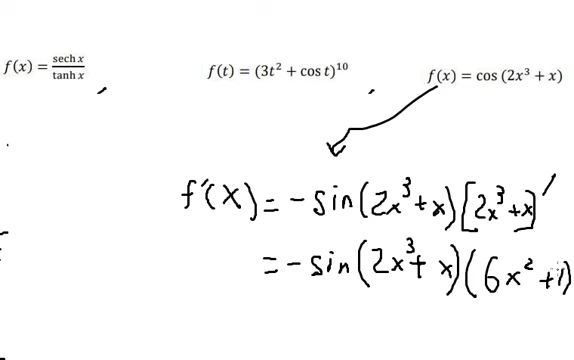 f(x) = sech x / tanh x , f(t) = (3t² + cos t)¹⁰ , f(x) = cos (2x³ + x)
f'(x) = -sin(2x³+x)[2x³+x]'
= -sin(2x³+x)(6x²+1)